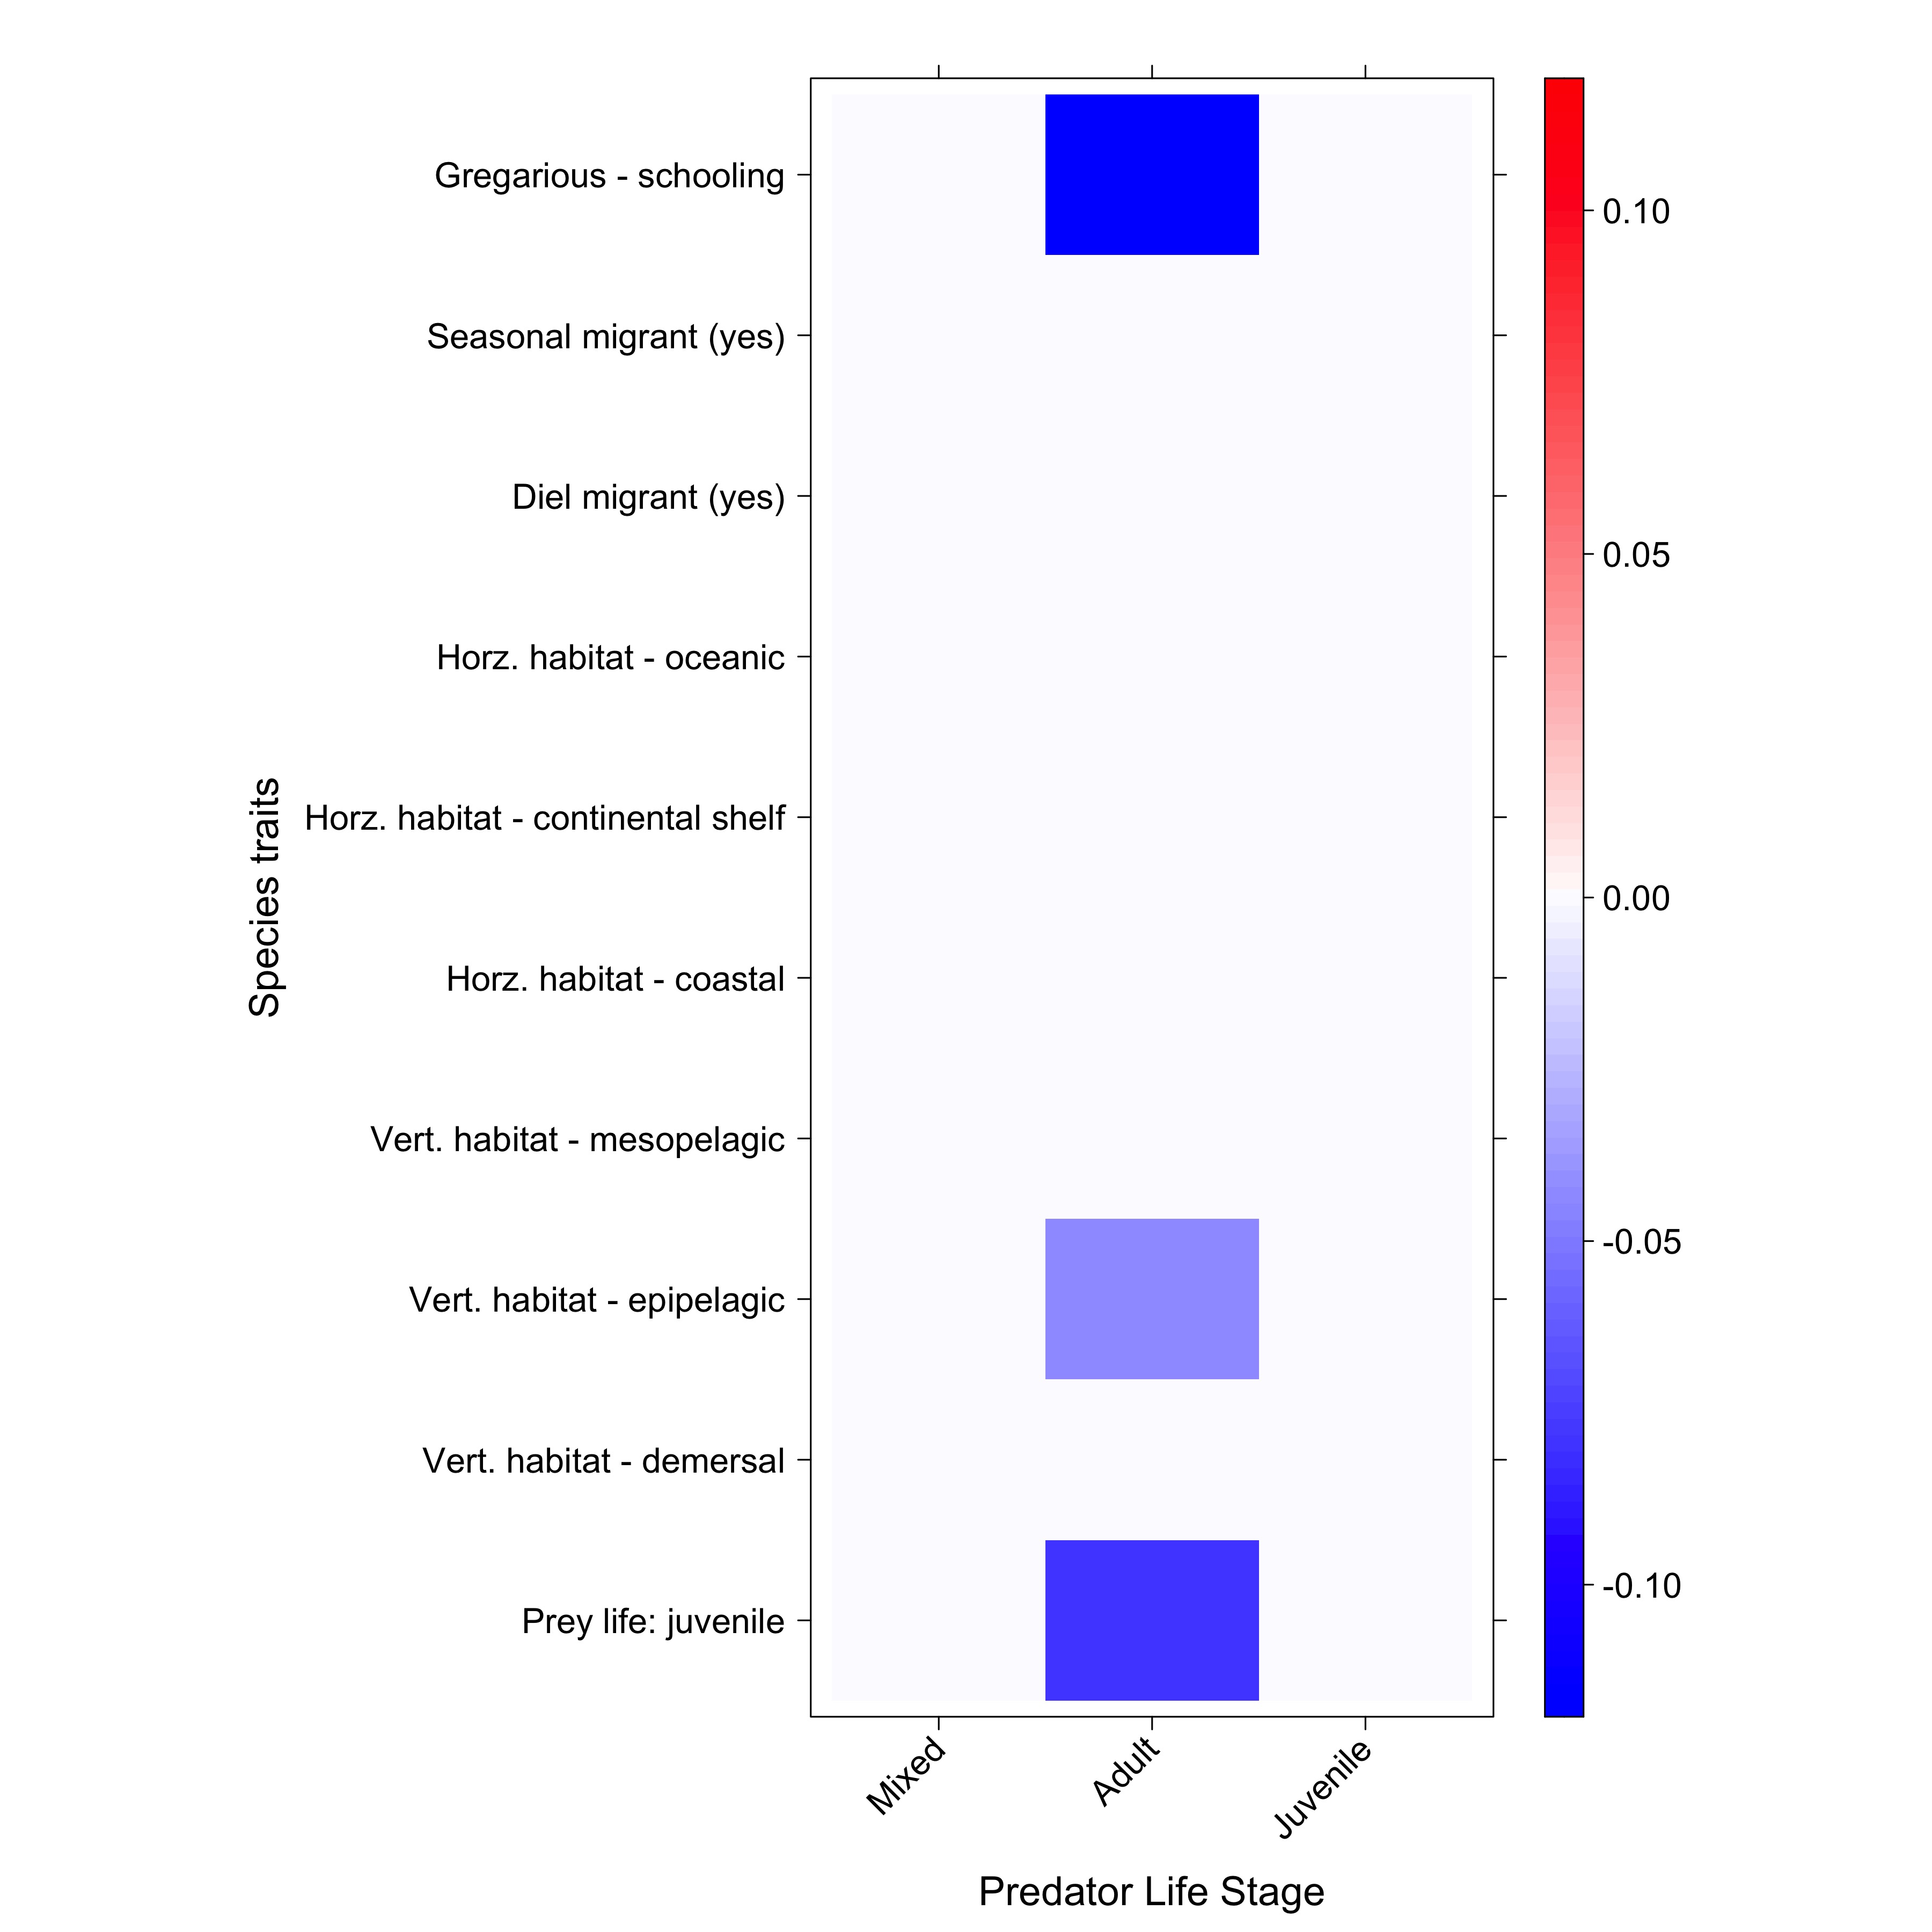 Gregarious - schooling
Seasonal migrant (yes)
Diel migrant (yes)
Horz. habitat - oceanic
Horz. habitat - continental shelf
Horz. habitat - coastal
Vert. habitat - mesopelagic
Vert. habitat - epipelagic
Vert. habitat - demersal
Prey life: juvenile
Species traits
Mixed
Adult
Juvenile
Predator Life Stage
0.10
0.05
0.00
-0.05
-0.10